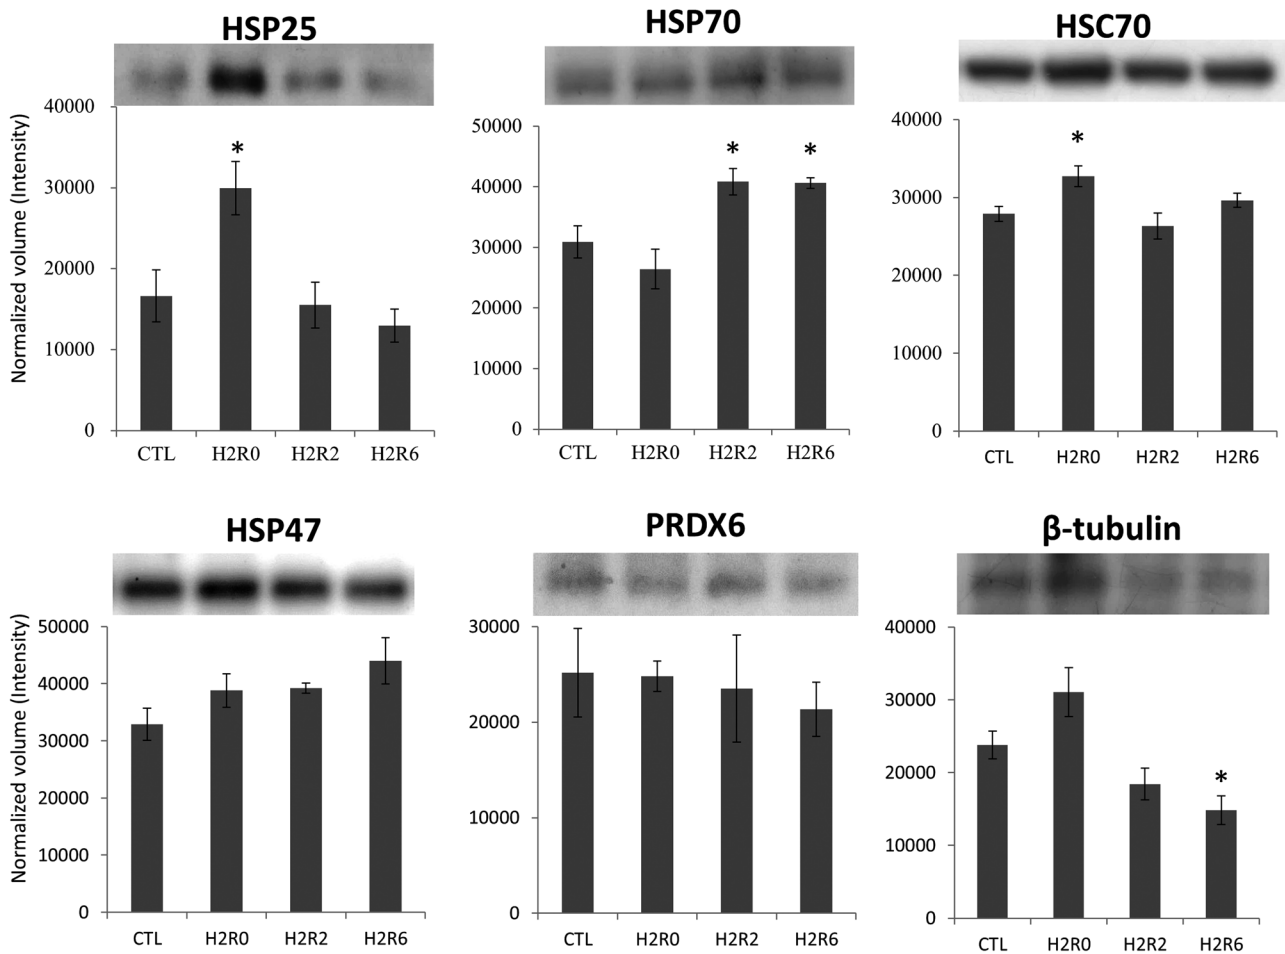 HSP25
HSP70
HSC70
Normalized volume (Intensity)
40000
30000
20000
10000
0
*
CTL H2R0 H2R2 H2R6
50000
40000
30000
20000
10000
0
* *
CTL H2R0 H2R2 H2R6
40000
30000
20000
10000
0
*
CTL H2R0 H2R2 H2R6
HSP47
PRDX6
β-tubulin
Normalized volume (Intensity)
50000
40000
30000
20000
10000
0
CTL H2R0 H2R2 H2R6
30000
20000
10000
0
CTL H2R0 H2R2 H2R6
40000
30000
20000
10000
0
*
CTL H2R0 H2R2 H2R6